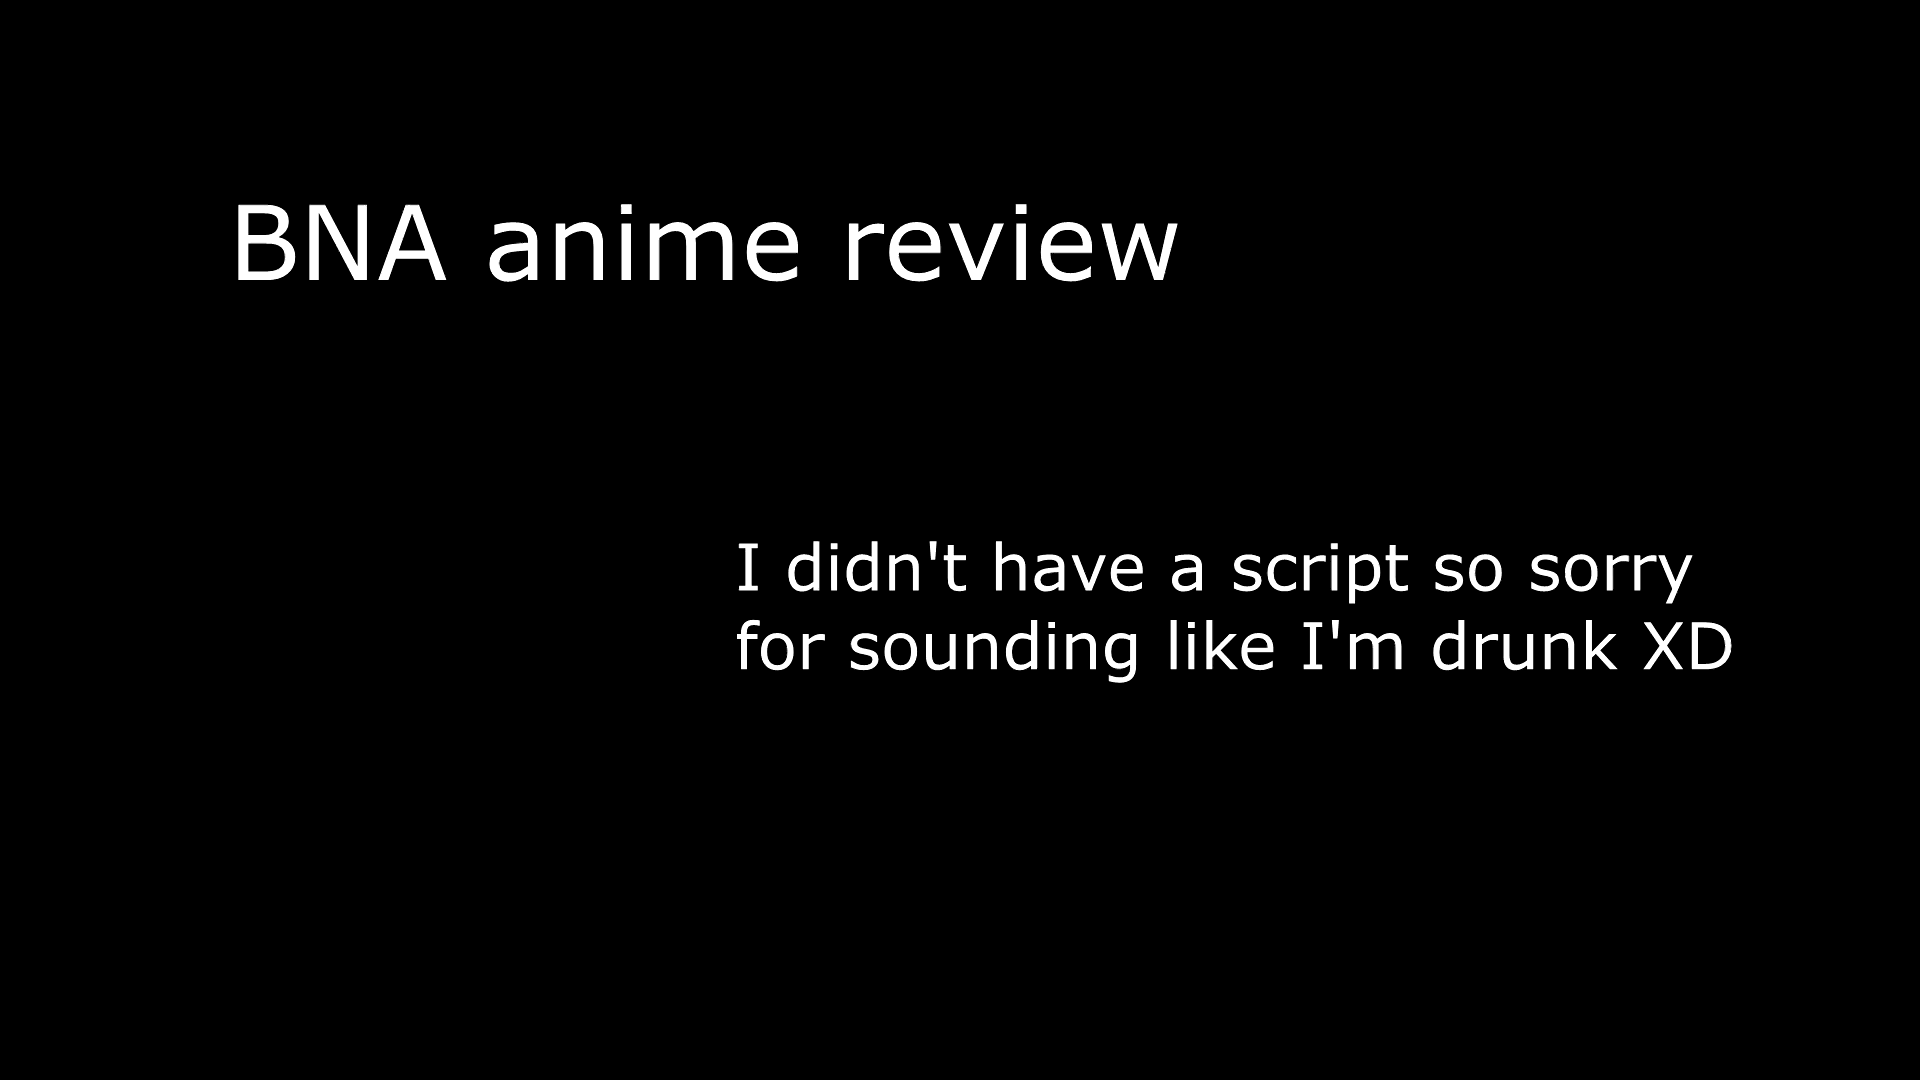 BNA anime review
I didn't have a script so sorry
for sounding like I'm drunk XD